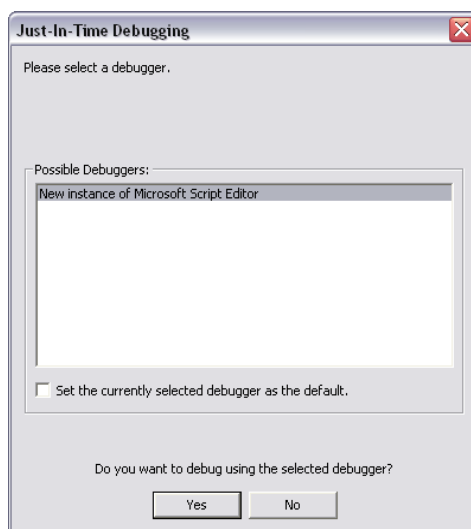 Just-In-Time Debugging
Please select a debugger.
Possible Debuggers:
New instance of Microsoft Script Editor
Set the currently selected debugger as the default.
Do you want to debug using the selected debugger?
Yes
No